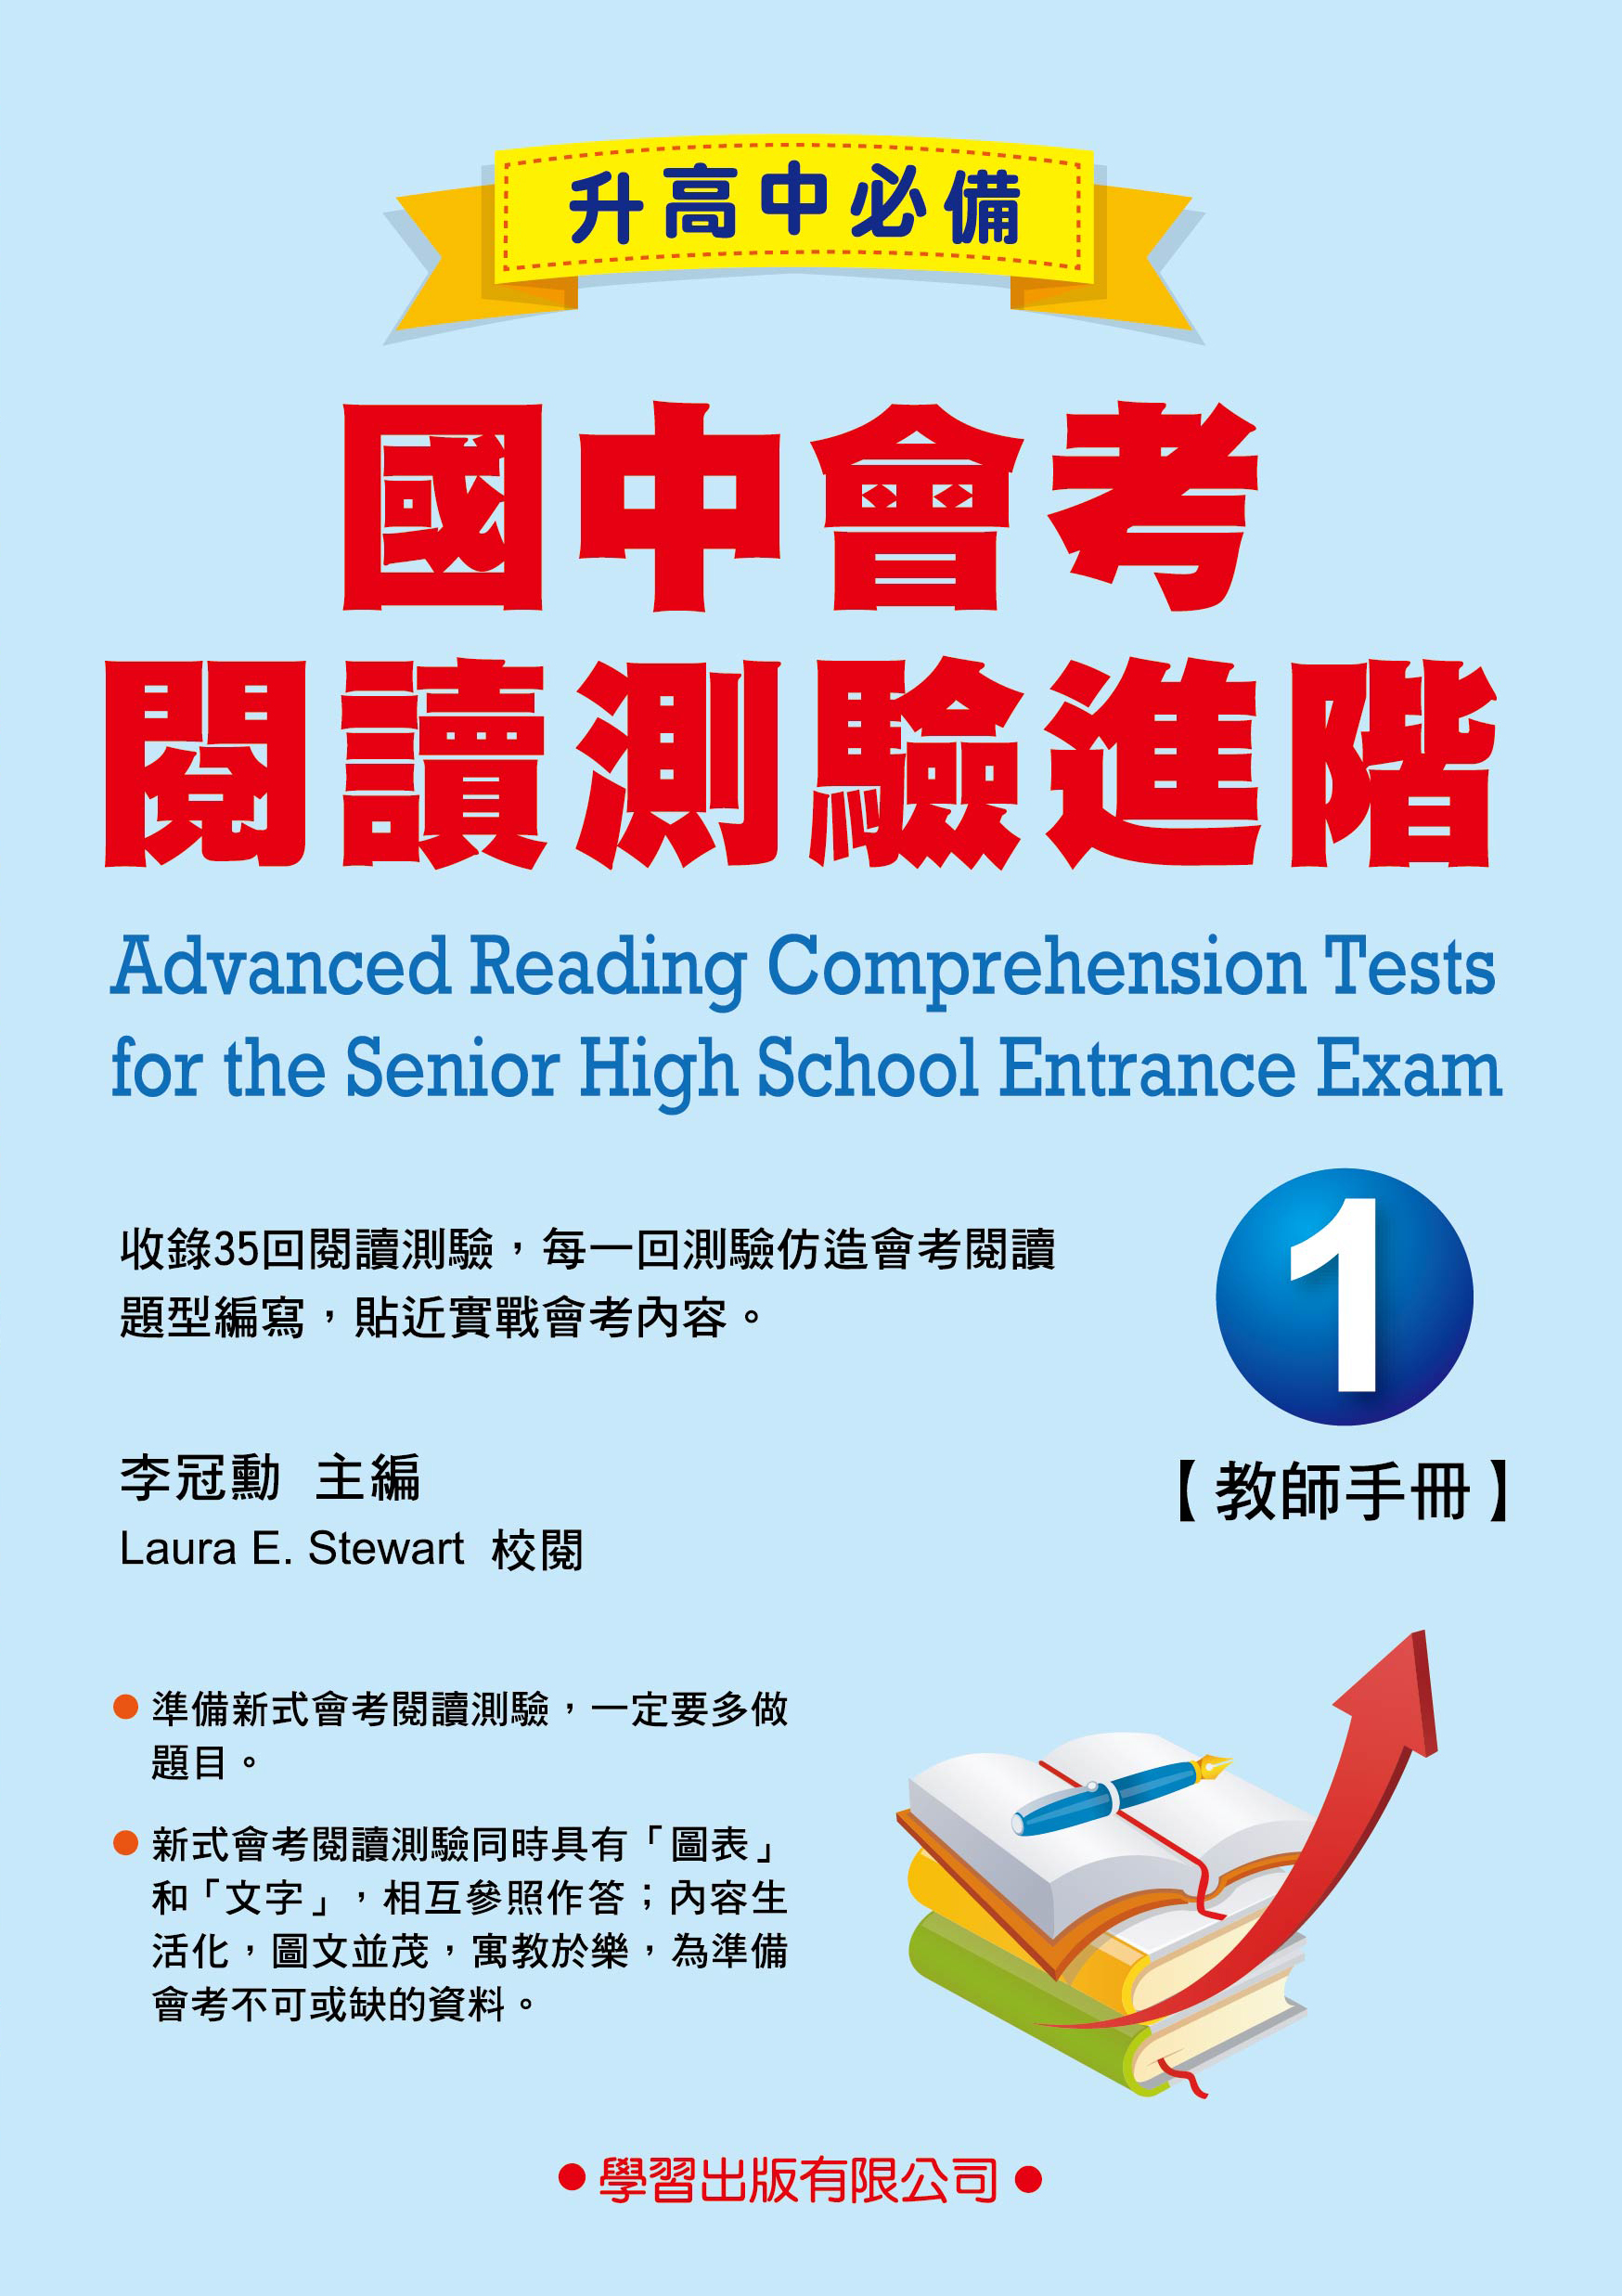 升高中必備
國中會考
閱讀測驗進階
Advanced Reading Comprehension Tests
for the Senior High School Entrance Exam
1
收錄35回閱讀測驗，每一回測驗仿造會考閱讀
題型編寫，貼近實戰會考內容。
【教師手冊】
李冠勳 主編
Laura E. Stewart 校閱
● 準備新式會考閱讀測驗，一定要多做
題目。
● 新式會考閱讀測驗同時具有「圖表」
和「文字」，相互參照作答；內容生
活化，圖文並茂，寓教於樂，為準備
會考不可或缺的資料。
● 學習出版有限公司 ●